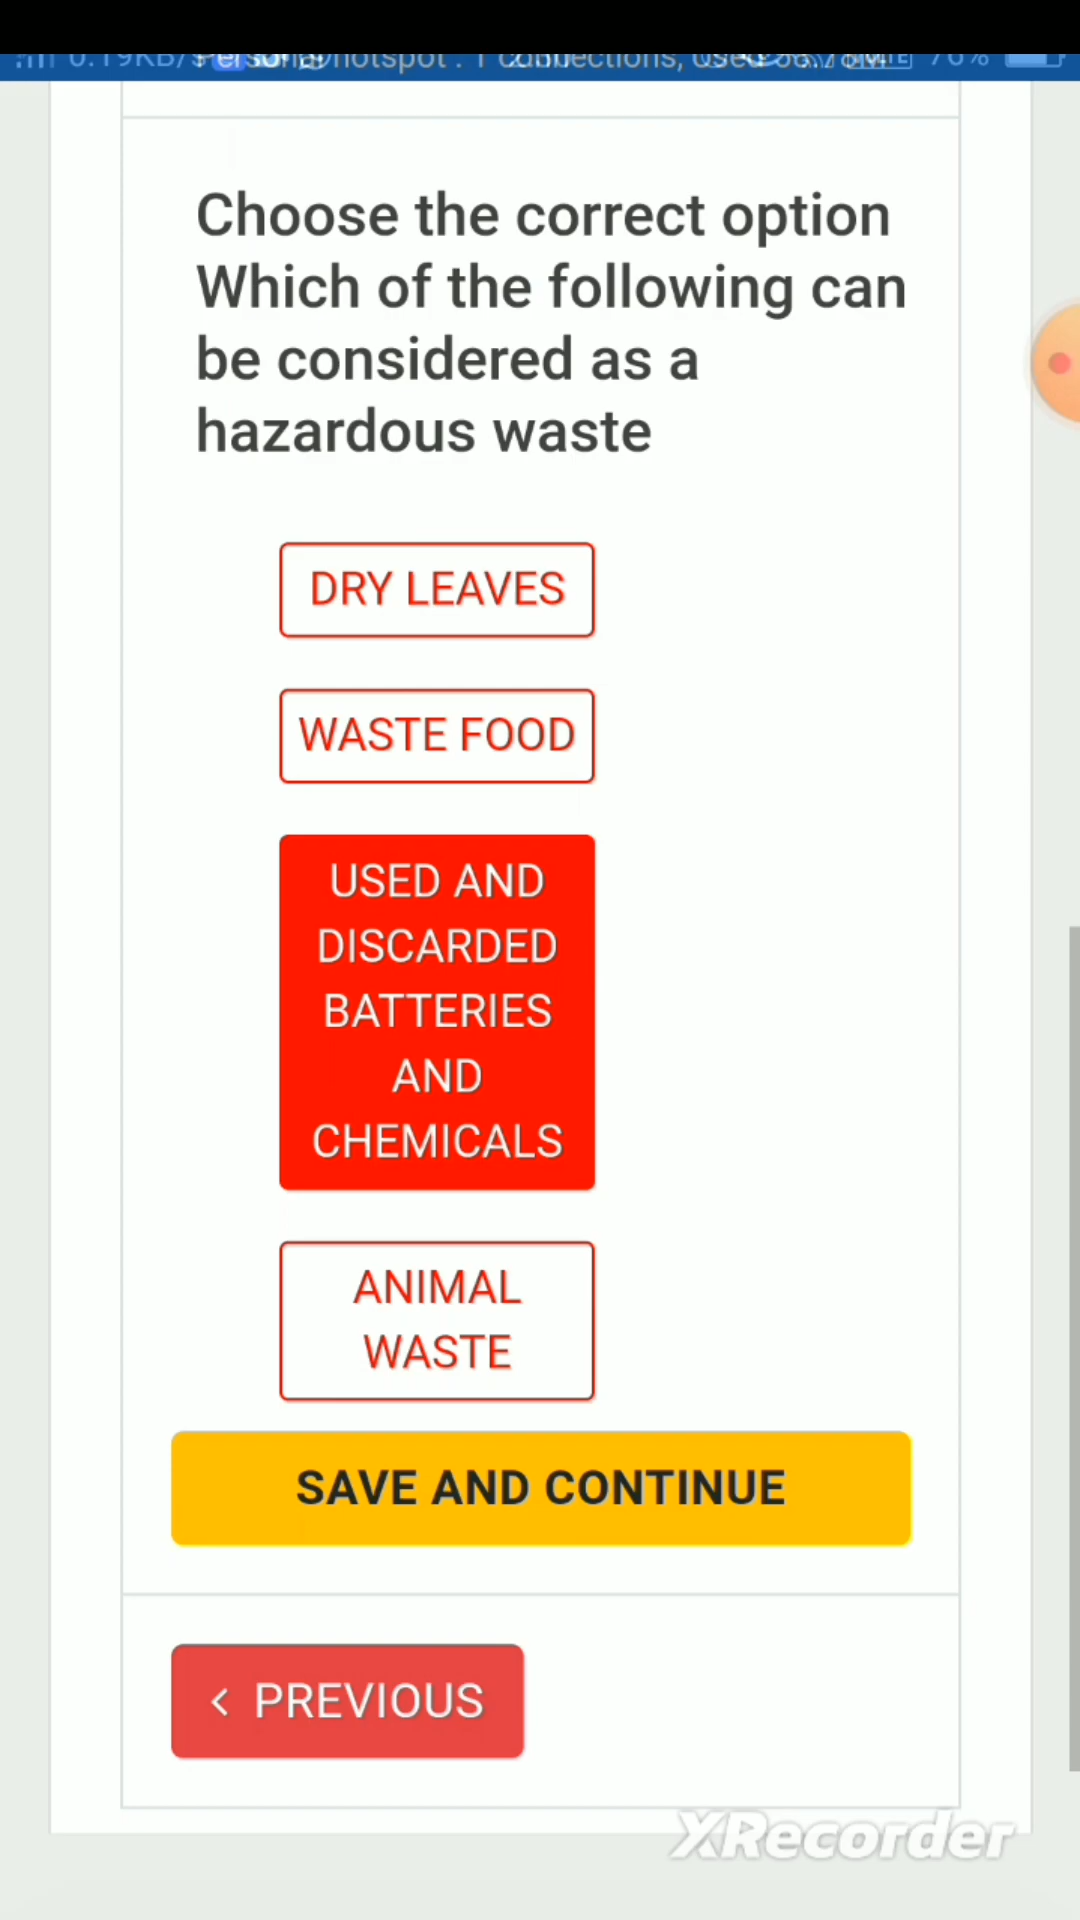 Choose the correct option
Which of the following can
be considered as a
hazardous waste
DRY LEAVES
WASTE FOOD
USED AND
DISCARDED
BATTERIES
AND
CHEMICALS
ANIMAL
WASTE
SAVE AND CONTINUE
< PREVIOUS
XRecorder